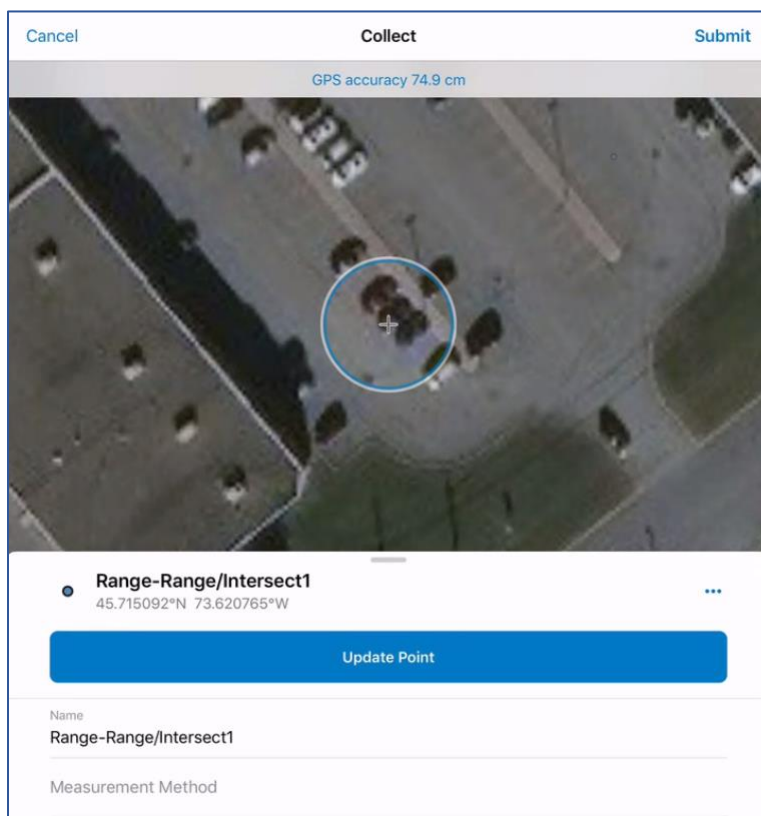 Cancel Collect Submit
GPS accuracy 74.9 cm
Range-Range/Intersect1
45.715092°N 73.620765°W
Update Point
Name
Range-Range/Intersect1
Measurement Method